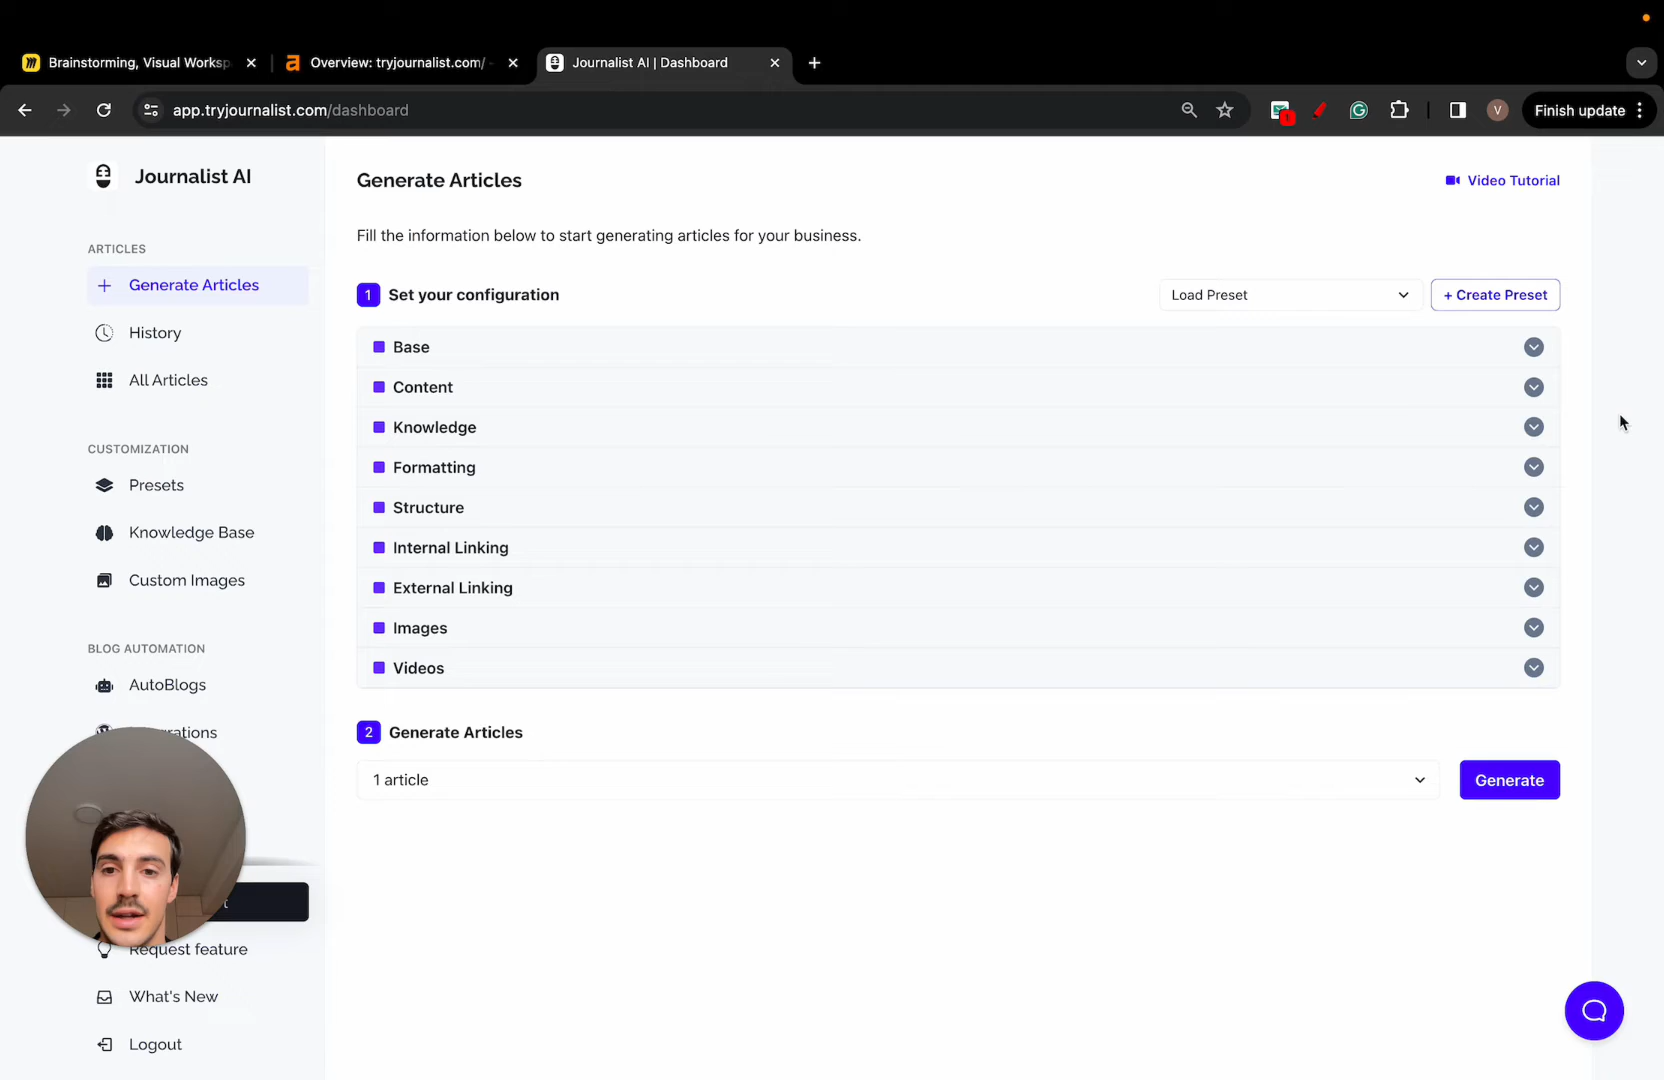 Brainstorming, Visual Worksp
Overview: tryjournalist.com/
Journalist AI | Dashboard
app.tryjournalist.com/dashboard
1
V
Finish update
Journalist AI
Generate Articles
Video Tutorial
ARTICLES
Fill the information below to start generating articles for your business.
Generate Articles
1
Set your configuration
Load Preset
+ Create Preset
History
Base
All Articles
Content
Knowledge
CUSTOMIZATION
Formatting
Presets
Structure
Knowledge Base
Internal Linking
Custom Images
External Linking
Images
BLOG AUTOMATION
Videos
AutoBlogs
rations
2
Generate Articles
1 article
Generate
t
Request feature
What's New
Logout